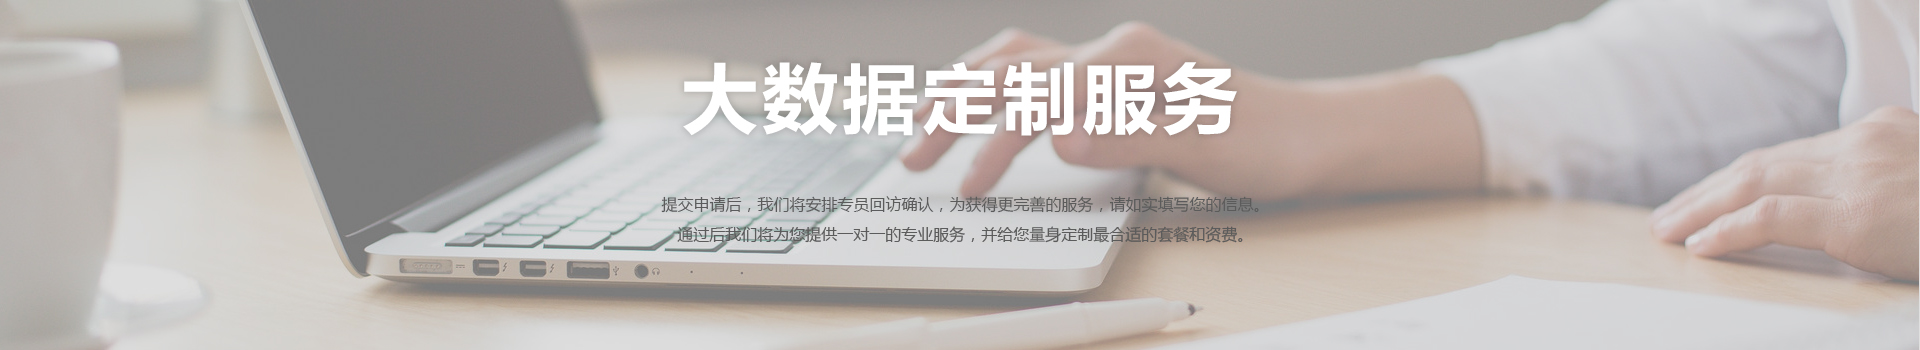 大数据定制服务
提交申请后，我们将安排专员回访确认，为获得更完善的服务，请如实填写您的信息。
通过后我们将为您提供一对一的专业服务，并给您量身定制最合适的套餐和资费。